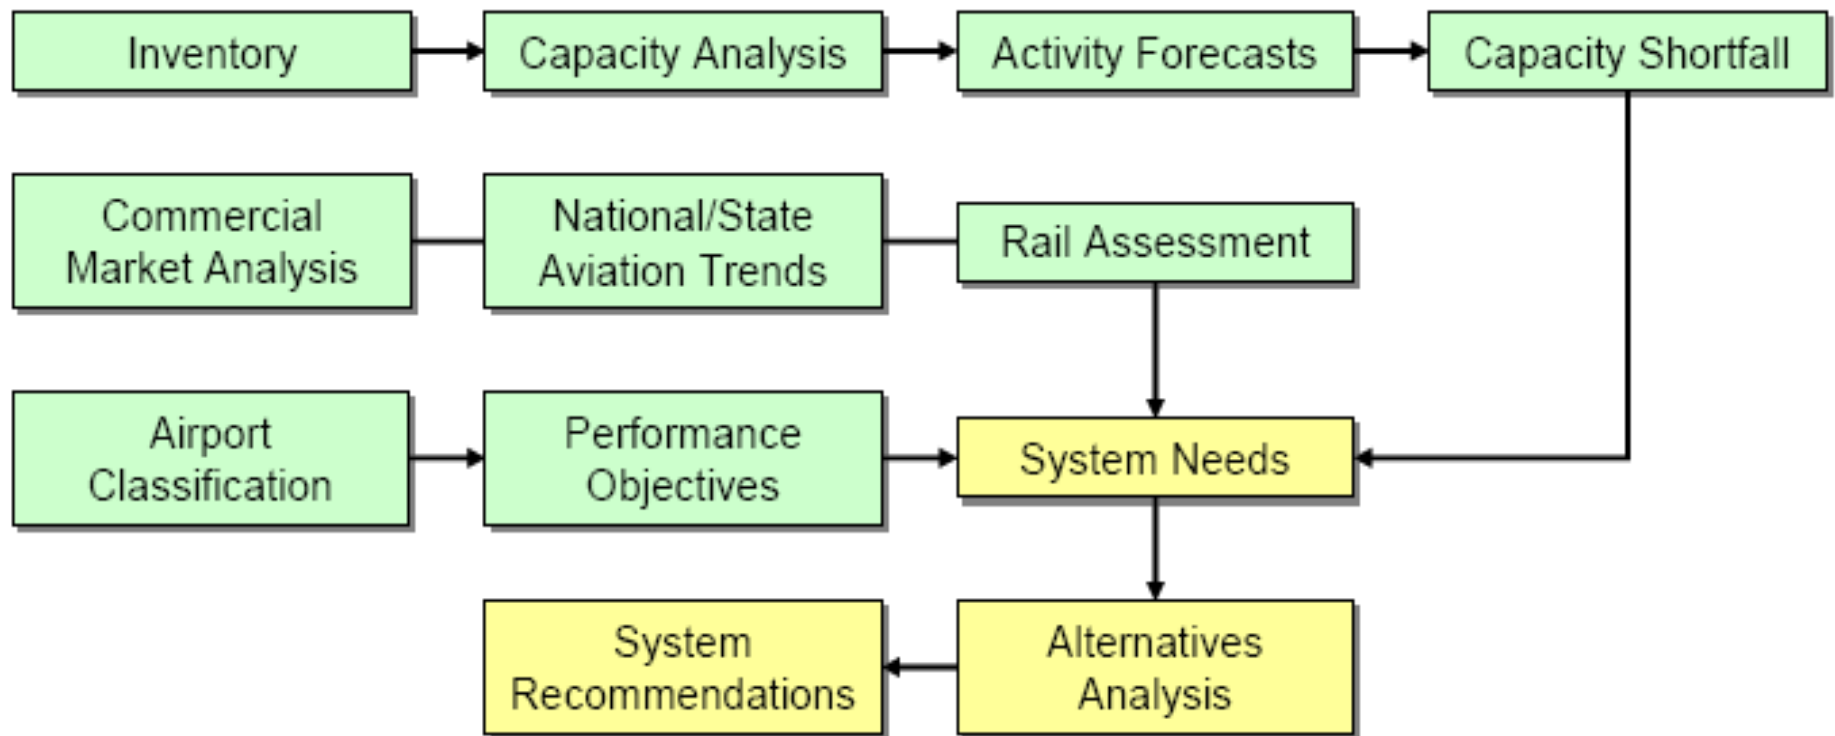 Inventory
Capacity Analysis
Activity Forecasts
Capacity Shortfall
Commercial
Market Analysis
National/State
Aviation Trends
Rail Assessment
Airport
Classification
Performance
Objectives
System Needs
System
Recommendations
Alternatives
Analysis